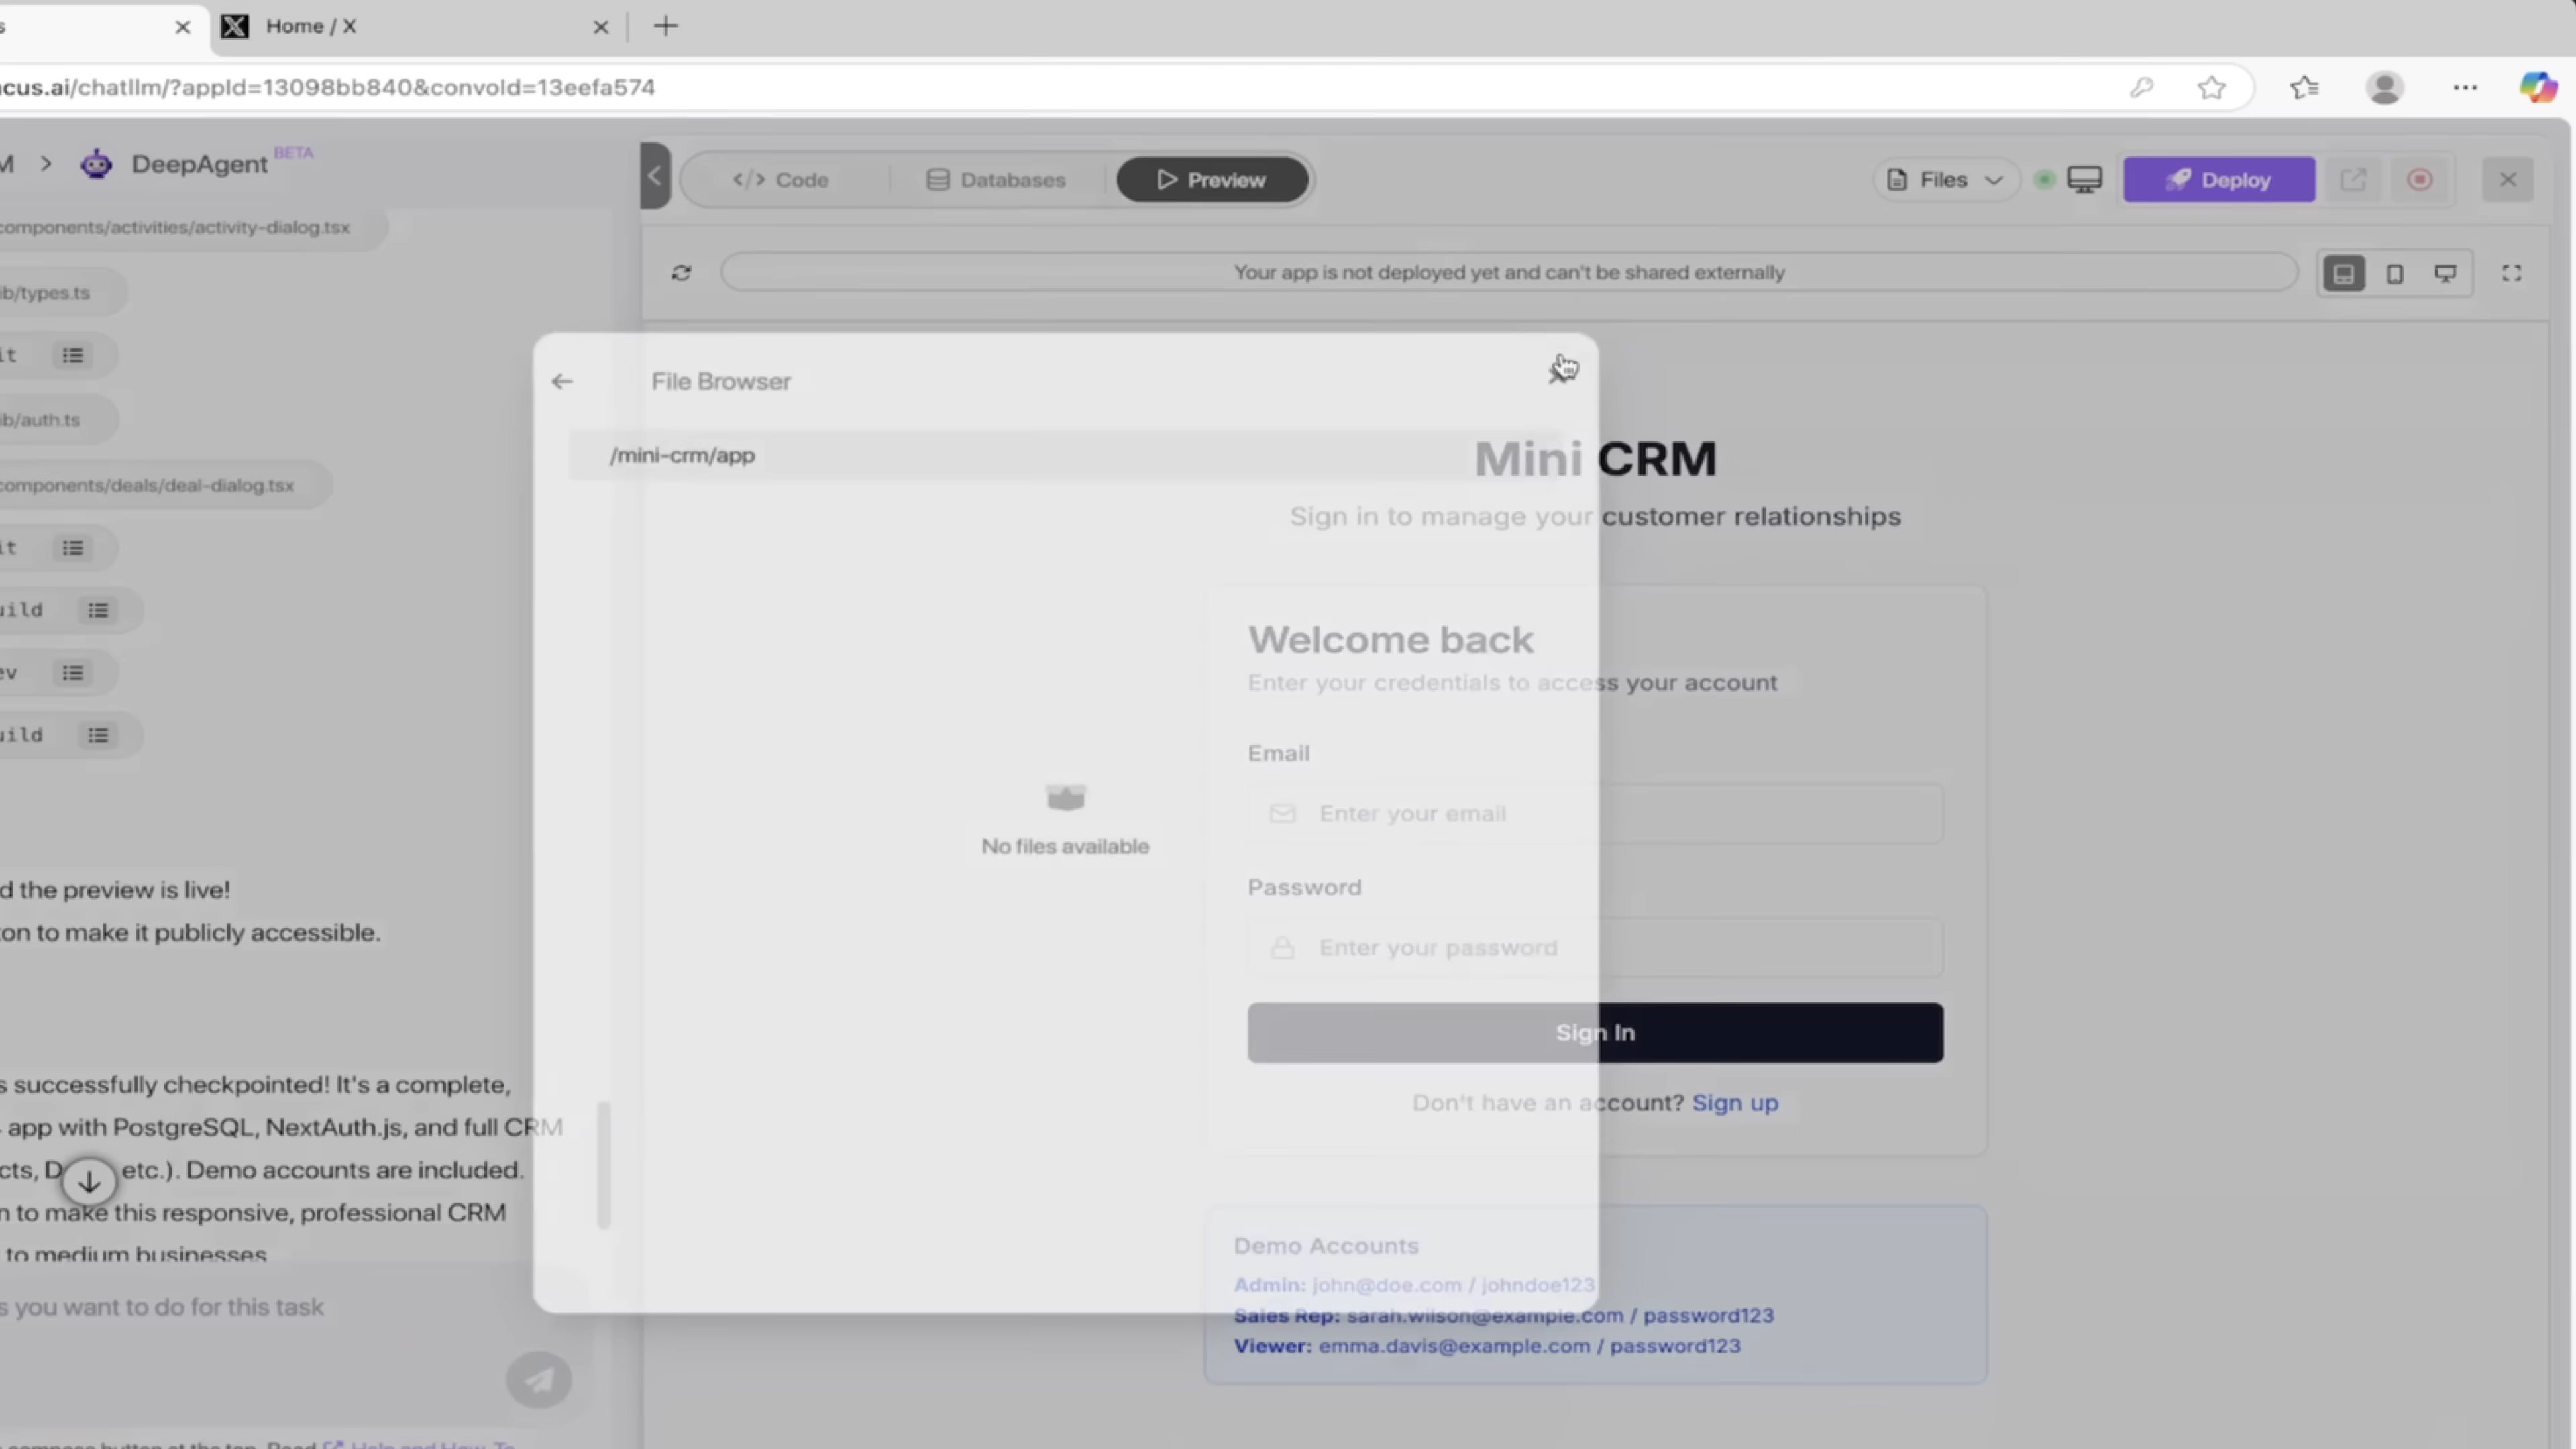 s
Home / X
cus.ai/chatllm/?appId=13098bb840&convoId=13eefa574
M > DeepAgent BETA
</> Code
Databases
Preview
Files
Deploy
components/activities/activity-dialog.tsx
ib/types.ts
it
ib/auth.ts
components/deals/deal-dialog.tsx
it
uild
ev
uild
d the preview is live!
ton to make it publicly accessible.
s successfully checkpointed! It's a complete,
app with PostgreSQL, NextAuth.js, and full CRM
cts, D etc.). Demo accounts are included.
n to make this responsive, professional CRM
to medium businesses
s you want to do for this task
Your app is not deployed yet and can't be shared externally
File Browser
/mini-crm/app
No files available
Mini CRM
Sign in to manage your customer relationships
Welcome back
Enter your credentials to access your account
Email
Enter your email
Password
Enter your password
Sign In
Don't have an account? Sign up
Demo Accounts
Admin: john@doe.com / johndoe123
Sales Rep: sarah.wilson@example.com / password123
Viewer: emma.davis@example.com / password123